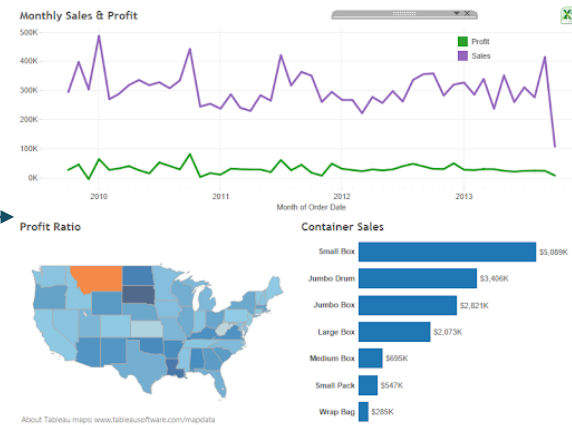 Monthly Sales & Profit
500K
400K
300K
200K
100K
0K
Profit
Sales
2010 2011 2012 2013
Month of Order Date
Profit Ratio
Container Sales
Small Box $5,089K
Jumbo Drum $3,406K
Jumbo Box $2,821K
Large Box $2,073K
Medium Box $695K
Small Pack $547K
Wrap Bag $285K
About Tableau maps: www.tableausoftware.com/mapdata